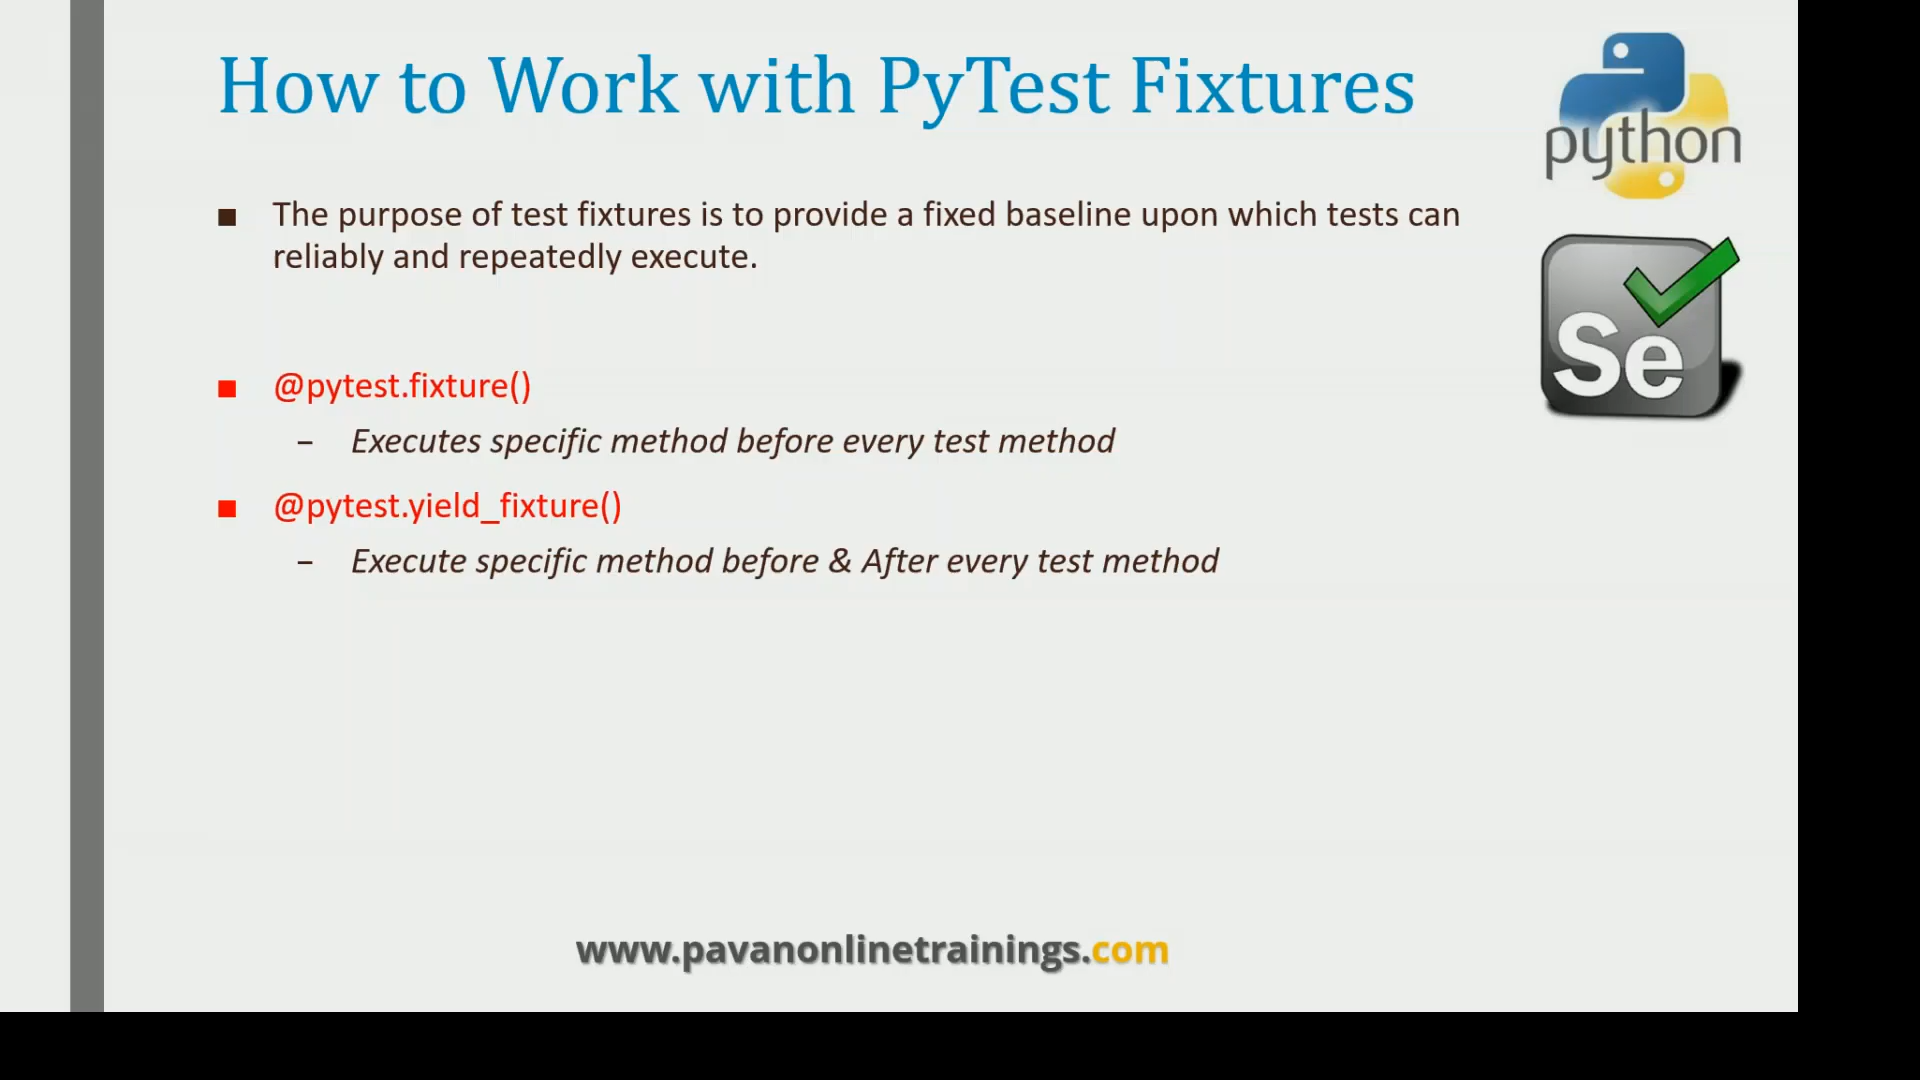 How to Work with PyTest Fixtures
python
■ The purpose of test fixtures is to provide a fixed baseline upon which tests can
reliably and repeatedly execute.
Se
■ @pytest.fixture()
– Executes specific method before every test method
■ @pytest.yield_fixture()
– Execute specific method before & After every test method
www.pavanonlinetrainings.com